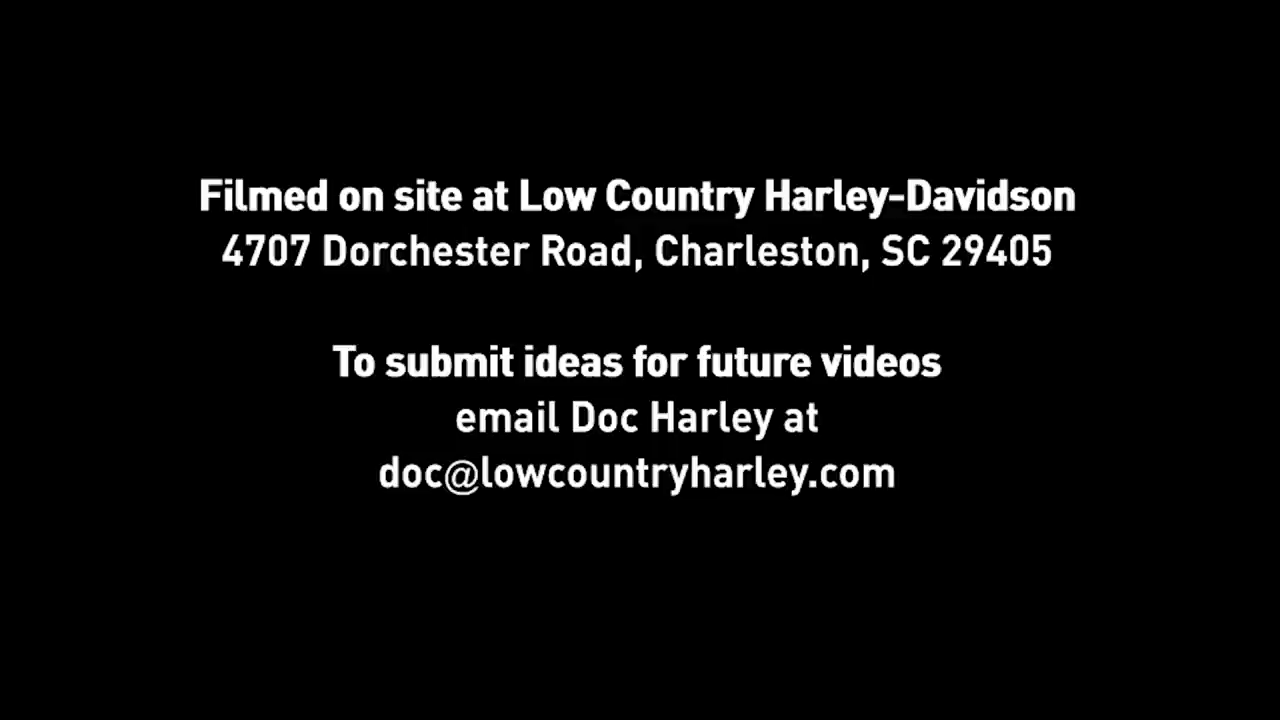 Filmed on site at Low Country Harley-Davidson
4707 Dorchester Road, Charleston, SC 29405
To submit ideas for future videos
email Doc Harley at
doc@lowcountryharley.com